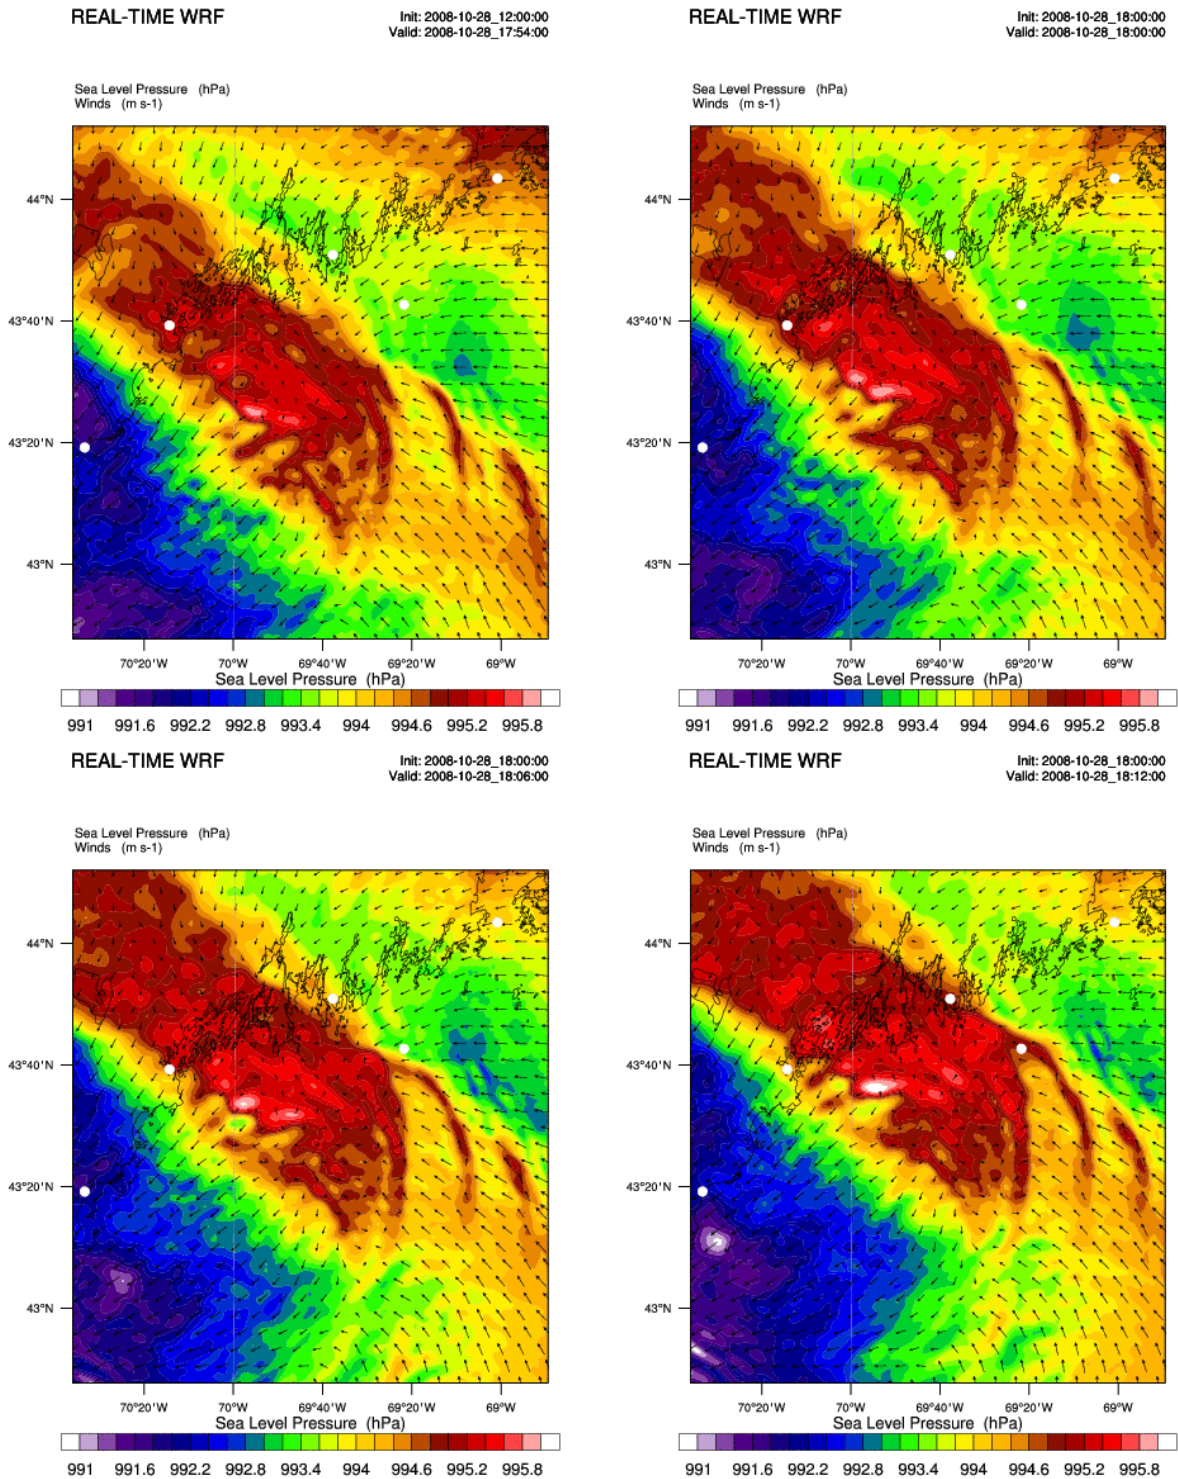 REAL-TIME WRF
Init: 2008-10-28_12:00:00
Valid: 2008-10-28_17:54:00
Sea Level Pressure (hPa)
Winds (m s-1)
44°N
43°40'N
43°20'N
43°N
70°20'W 70°W 69°40'W 69°20'W 69°W
Sea Level Pressure (hPa)
991 991.6 992.2 992.8 993.4 994 994.6 995.2 995.8
REAL-TIME WRF
Init: 2008-10-28_18:00:00
Valid: 2008-10-28_18:00:00
Sea Level Pressure (hPa)
Winds (m s-1)
44°N
43°40'N
43°20'N
43°N
70°20'W 70°W 69°40'W 69°20'W 69°W
Sea Level Pressure (hPa)
991 991.6 992.2 992.8 993.4 994 994.6 995.2 995.8
REAL-TIME WRF
Init: 2008-10-28_18:00:00
Valid: 2008-10-28_18:06:00
Sea Level Pressure (hPa)
Winds (m s-1)
44°N
43°40'N
43°20'N
43°N
70°20'W 70°W 69°40'W 69°20'W 69°W
Sea Level Pressure (hPa)
991 991.6 992.2 992.8 993.4 994 994.6 995.2 995.8
REAL-TIME WRF
Init: 2008-10-28_18:00:00
Valid: 2008-10-28_18:12:00
Sea Level Pressure (hPa)
Winds (m s-1)
44°N
43°40'N
43°20'N
43°N
70°20'W 70°W 69°40'W 69°20'W 69°W
Sea Level Pressure (hPa)
991 991.6 992.2 992.8 993.4 994 994.6 995.2 995.8